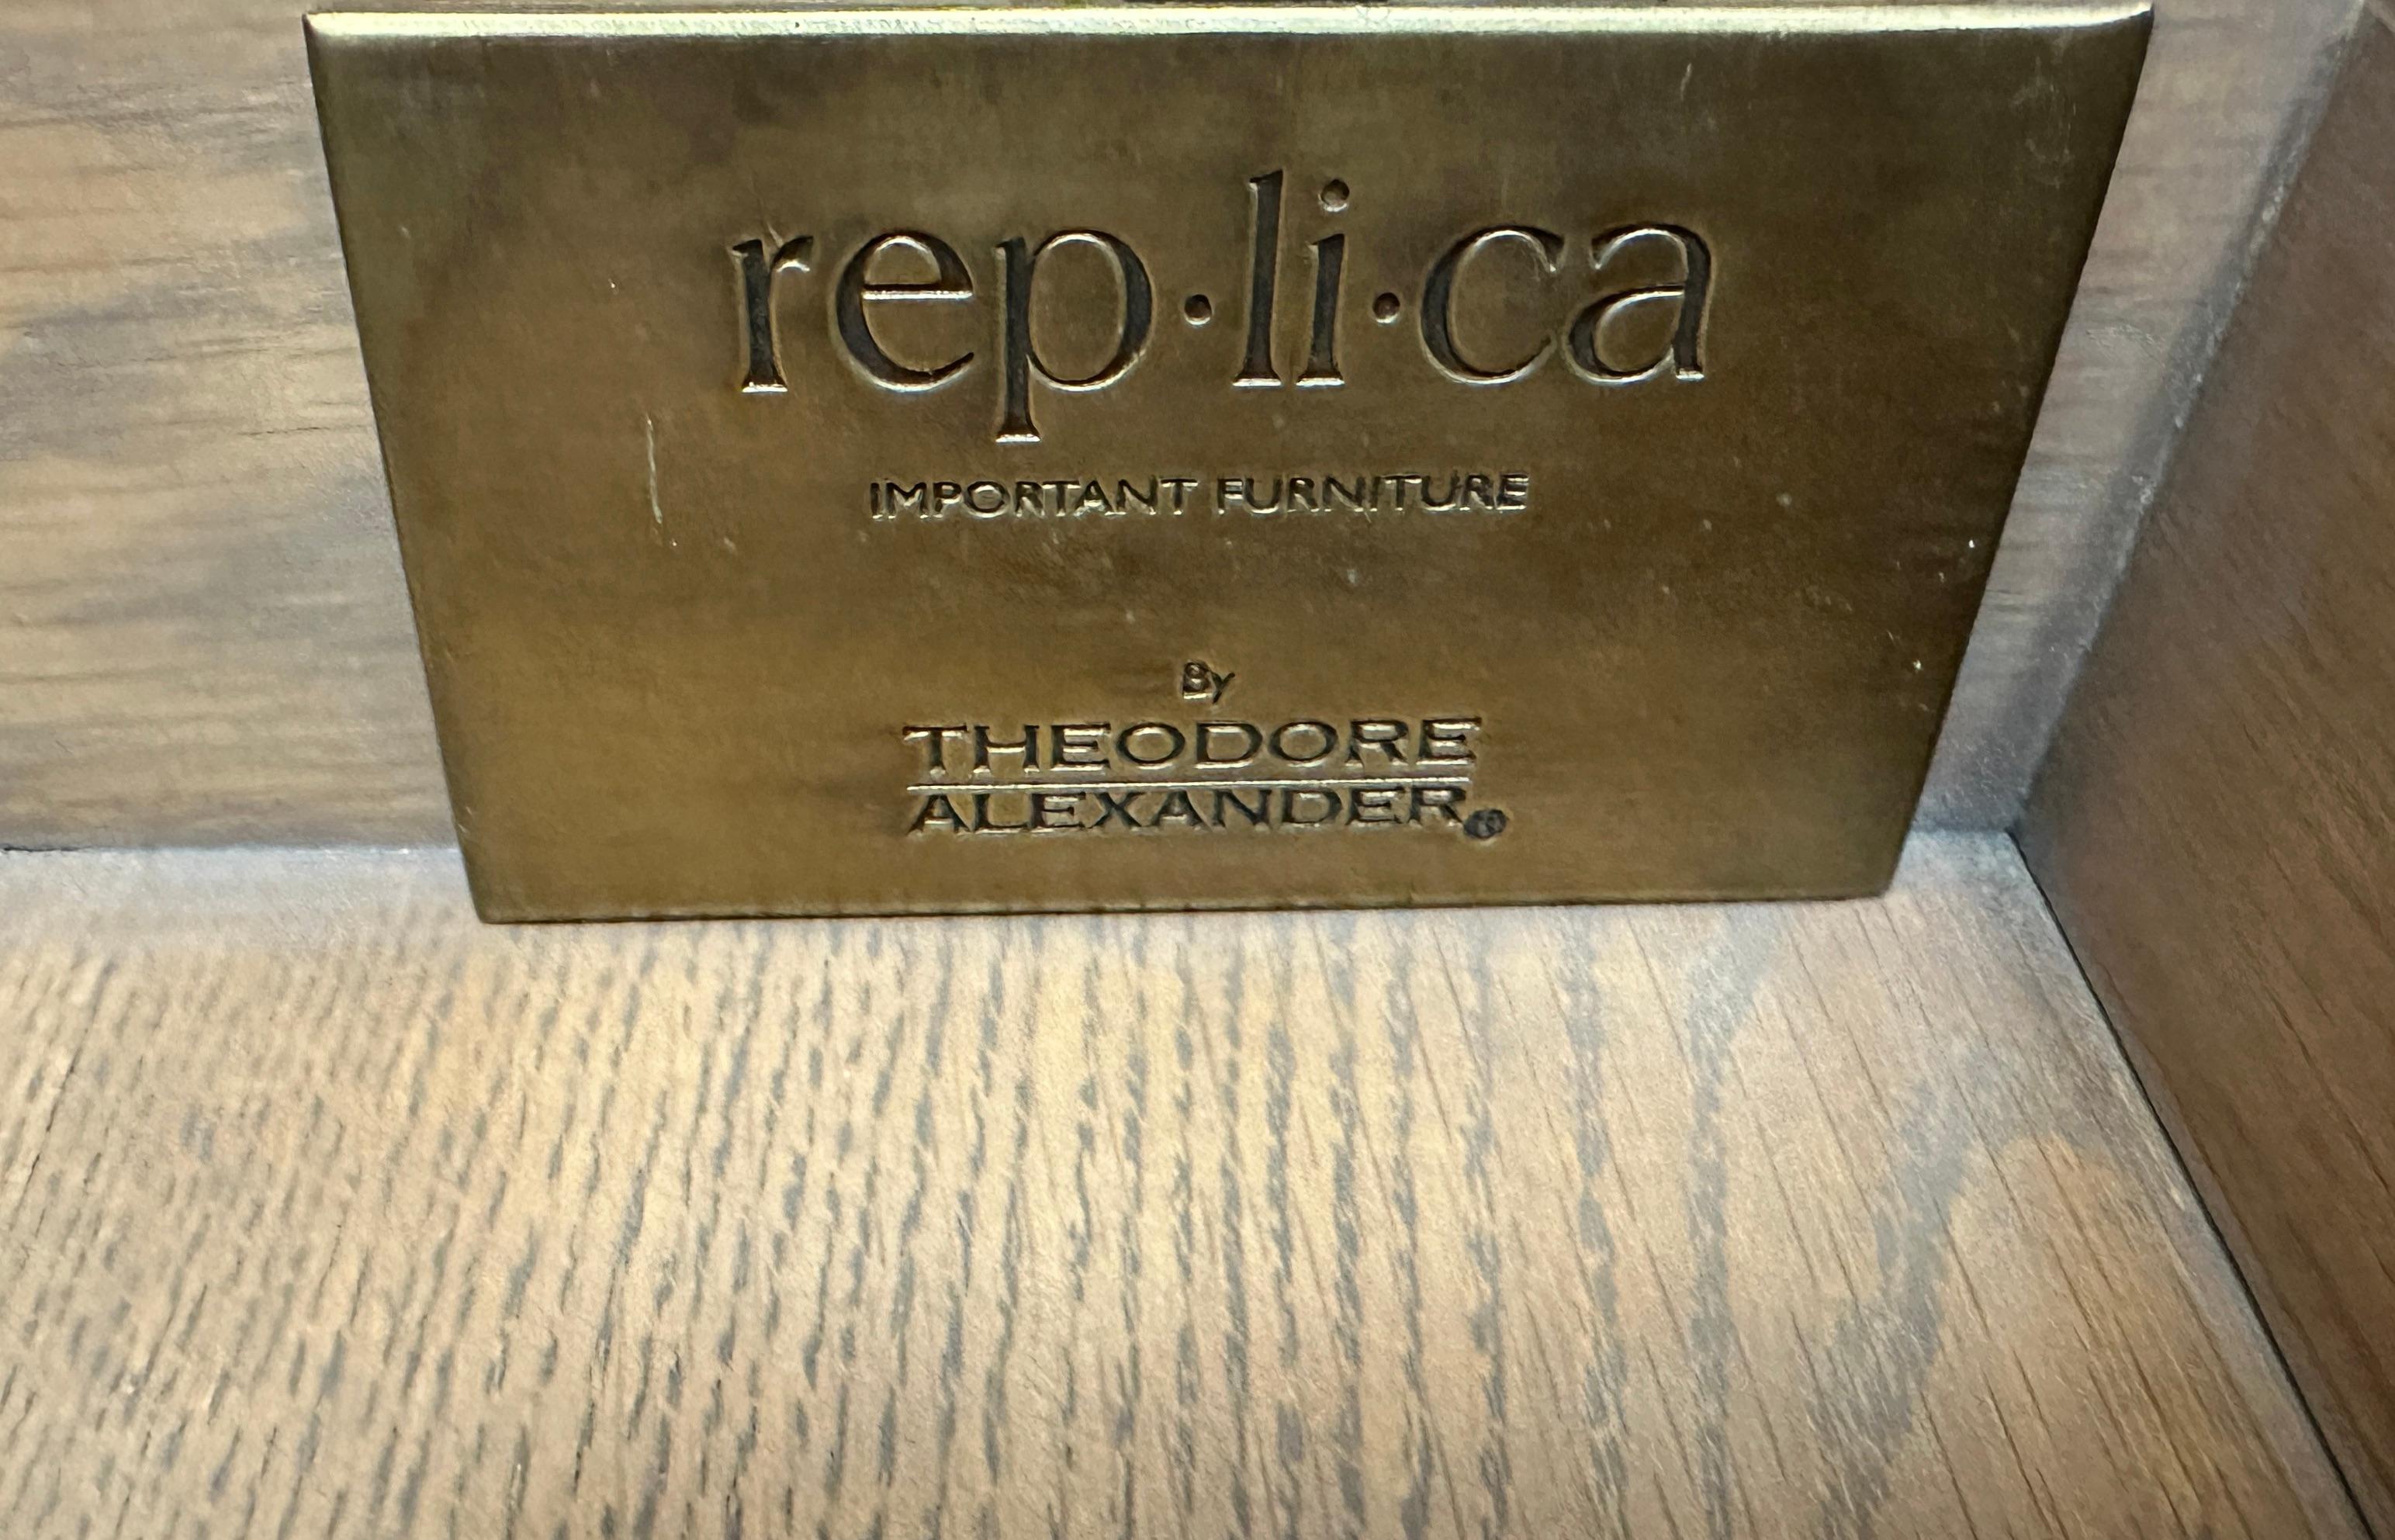 rep·li·ca
IMPORTANT FURNITURE
By
THEODORE
ALEXANDER®